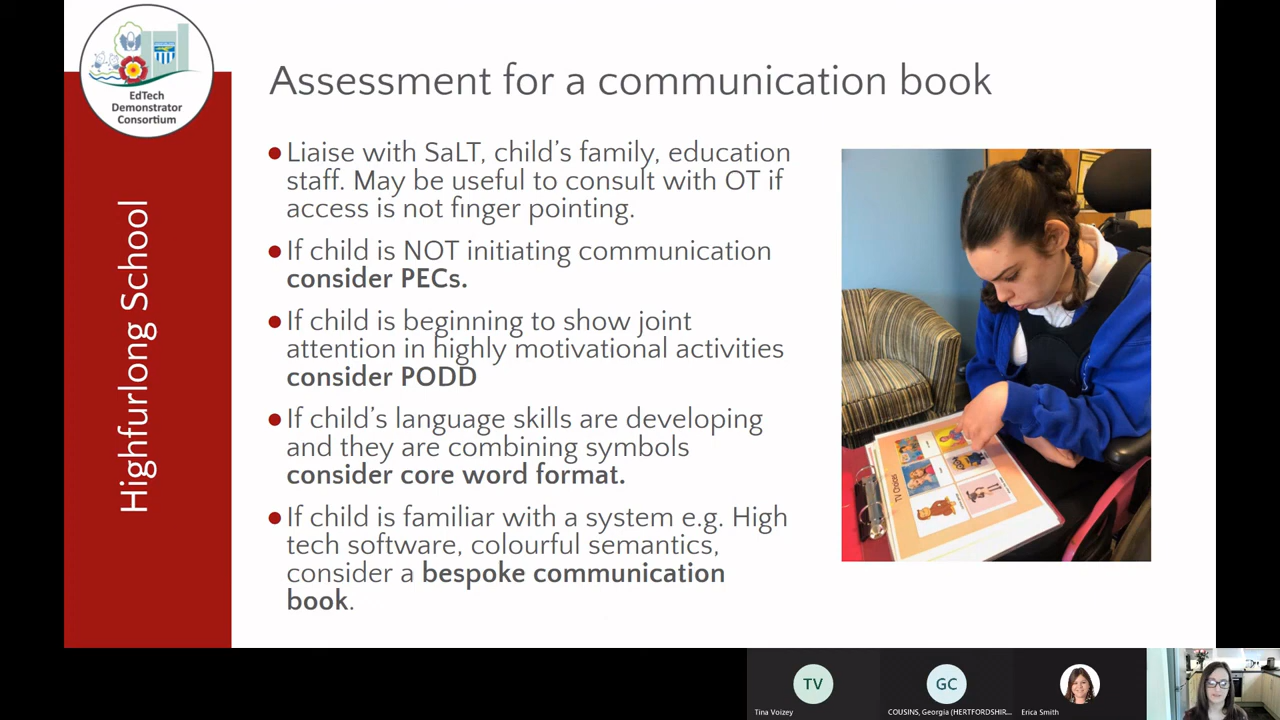 EdTech
Demonstrator
Consortium
Highfurlong School
Assessment for a communication book
●Liaise with SaLT, child's family, education
staff. May be useful to consult with OT if
access is not finger pointing.
●If child is NOT initiating communication
consider PECs.
●If child is beginning to show joint
attention in highly motivational activities
consider PODD
●If child's language skills are developing
and they are combining symbols
consider core word format.
●If child is familiar with a system e.g. High
tech software, colourful semantics,
consider a bespoke communication
book.
TV
Tina Voizey
GC
COUSINS, Georgia (HERTFORDSHIR...
Erica Smith